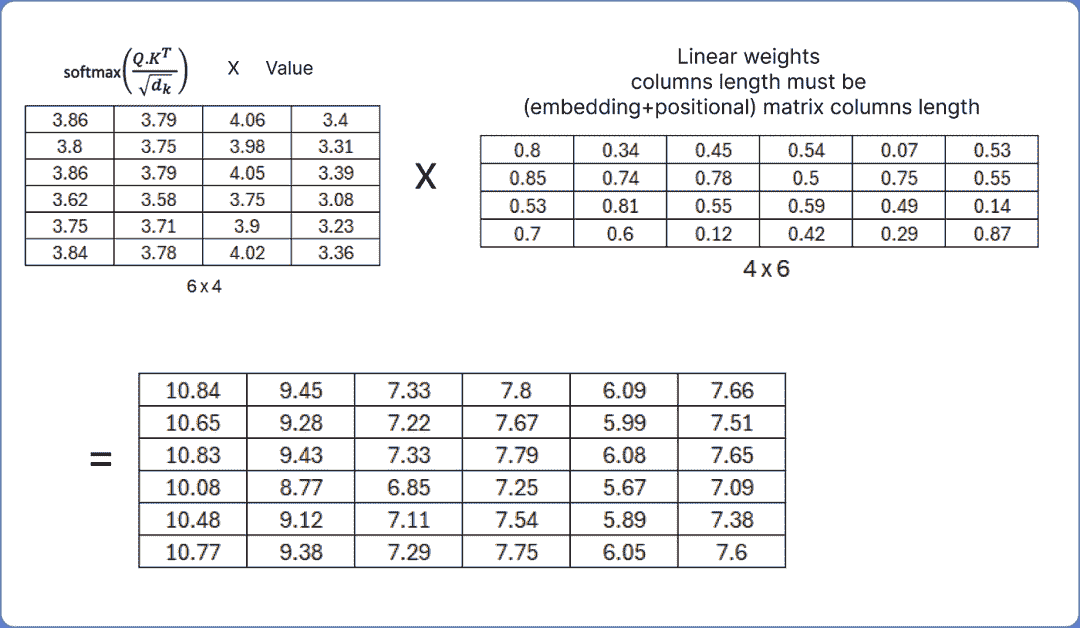 softmax(Q.K^T / √d_k) X Value
3.86 3.79 4.06 3.4
3.8 3.75 3.98 3.31
3.86 3.79 4.05 3.39
3.62 3.58 3.75 3.08
3.75 3.71 3.9 3.23
3.84 3.78 4.02 3.36
6 x 4
X
Linear weights
columns length must be
(embedding+positional) matrix columns length
0.8 0.34 0.45 0.54 0.07 0.53
0.85 0.74 0.78 0.5 0.75 0.55
0.53 0.81 0.55 0.59 0.49 0.14
0.7 0.6 0.12 0.42 0.29 0.87
4 x 6
=
10.84 9.45 7.33 7.8 6.09 7.66
10.65 9.28 7.22 7.67 5.99 7.51
10.83 9.43 7.33 7.79 6.08 7.65
10.08 8.77 6.85 7.25 5.67 7.09
10.48 9.12 7.11 7.54 5.89 7.38
10.77 9.38 7.29 7.75 6.05 7.6